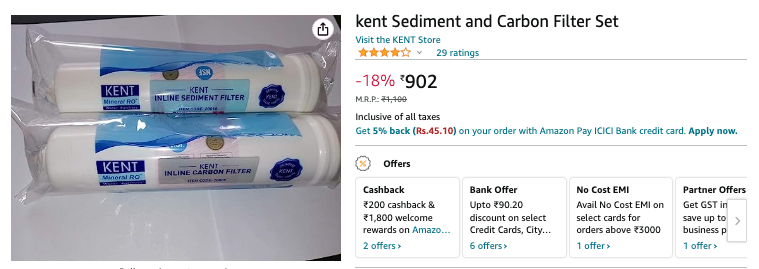 kent Sediment and Carbon Filter Set
Visit the KENT Store
29 ratings
-18% ₹902
M.R.P.: ₹1,100
Inclusive of all taxes
Get 5% back (Rs.45.10) on your order with Amazon Pay ICICI Bank credit card. Apply now.
Offers
Cashback
₹200 cashback &
₹1,800 welcome
rewards on Amazo...
2 offers
Bank Offer
Upto ₹90.20
discount on select
Credit Cards, City...
6 offers
No Cost EMI
Avail No Cost EMI on
select cards for
orders above ₹3000
1 offer
Partner Offers
Get GST in
save up to
business p
1 offer
NSF
KENT
Mineral RO
KENT
INLINE SEDIMENT FILTER
KENT
Mineral RO
KENT
INLINE CARBON FILTER